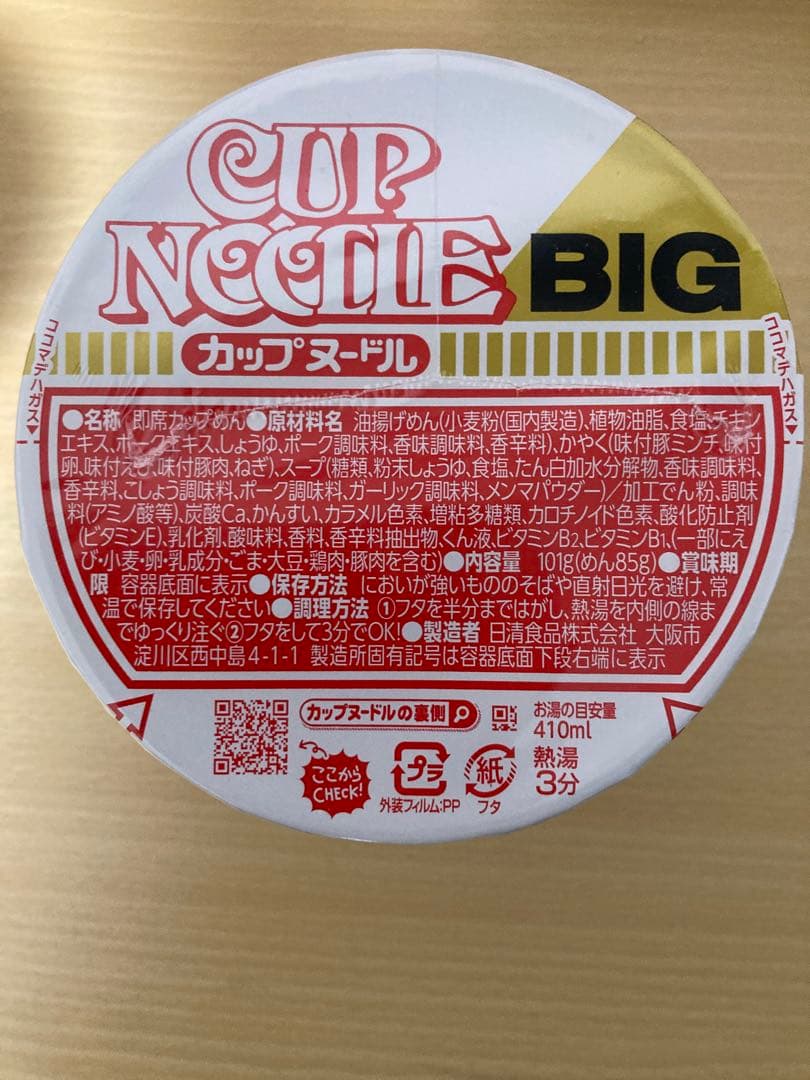 CUP
NOODLE BIG
カップヌードル
ココマデハガス
ココマデハガス
●名称 即席カップめん●原材料名 油揚げめん(小麦粉(国内製造)、植物油脂、食塩、チキン
エキス、ポークエキス、しょうゆ、ポーク調味料、香味調味料、香辛料)、かやく(味付豚ミンチ、味付
卵、味付えび、味付豚肉、ねぎ)、スープ(糖類、粉末しょうゆ、食塩、たん白加水分解物、香味調味料、
香辛料、こしょう調味料、ポーク調味料、ガーリック調味料、メンマパウダー)／加工でん粉、調味
料(アミノ酸等)、炭酸Ca、かんすい、カラメル色素、増粘多糖類、カロチノイド色素、酸化防止剤
(ビタミンE)、乳化剤、酸味料、香料、香辛料抽出物、くん液、ビタミンB₂、ビタミンB₁、(一部にえ
び・小麦・卵・乳成分・ごま・大豆・鶏肉・豚肉を含む)●内容量 101g(めん85g)●賞味期
限 容器底面に表示●保存方法 においが強いもののそばや直射日光を避け、常
温で保存してください●調理方法 ①フタを半分まではがし、熱湯を内側の線ま
でゆっくり注ぐ②フタをして3分でOK!●製造者 日清食品株式会社 大阪市
淀川区西中島4-1-1 製造所固有記号は容器底面下段右端に表示
カップヌードルの裏側
ここから
CHECK!
プラ
外装フィルム:PP
紙
フタ
お湯の目安量
410ml
熱湯
3分